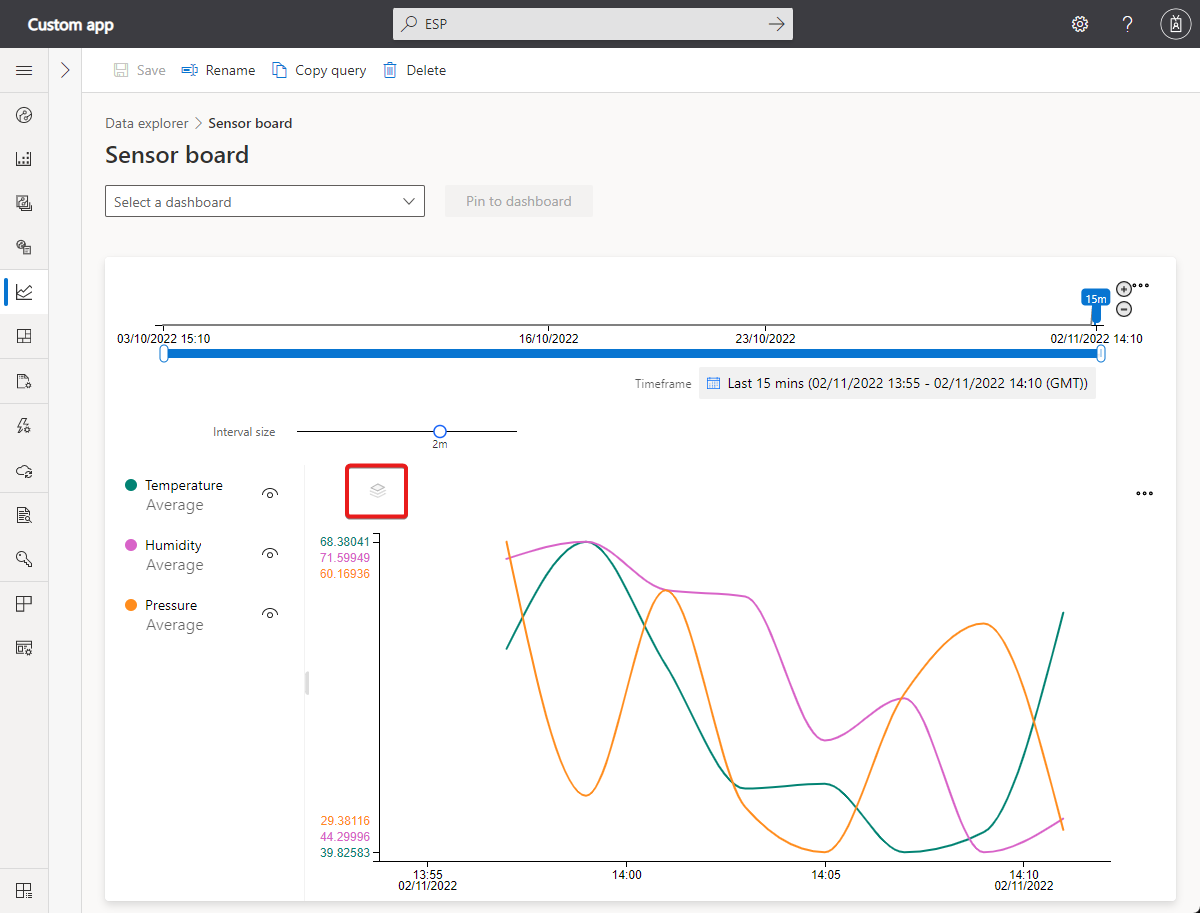 Custom app
ESP
Save
Rename
Copy query
Delete
Data explorer > Sensor board
Sensor board
Select a dashboard
Pin to dashboard
15m
03/10/2022 15:10
16/10/2022
23/10/2022
02/11/2022 14:10
Timeframe
Last 15 mins (02/11/2022 13:55 - 02/11/2022 14:10 (GMT))
Interval size
2m
Temperature
Average
Humidity
Average
Pressure
Average
68.38041
71.59949
60.16936
29.38116
44.29996
39.82583
13:55
02/11/2022
14:00
14:05
14:10
02/11/2022